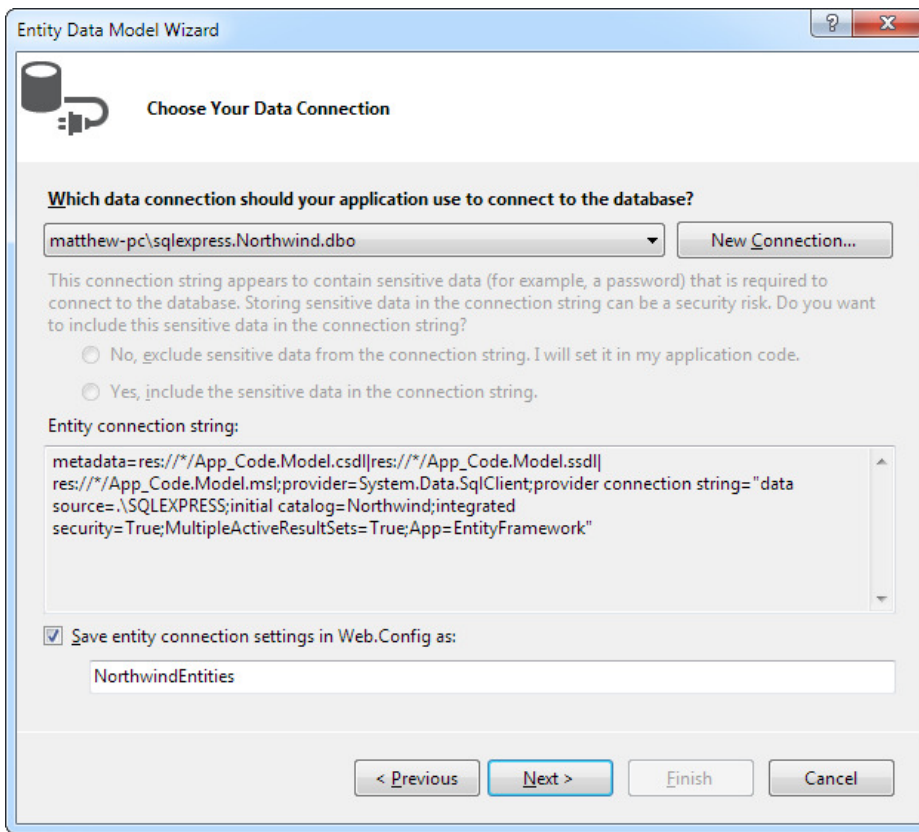 Entity Data Model Wizard
Choose Your Data Connection
Which data connection should your application use to connect to the database?
matthew-pc\sqlexpress.Northwind.dbo
New Connection...
This connection string appears to contain sensitive data (for example, a password) that is required to
connect to the database. Storing sensitive data in the connection string can be a security risk. Do you want
to include this sensitive data in the connection string?
No, exclude sensitive data from the connection string. I will set it in my application code.
Yes, include the sensitive data in the connection string.
Entity connection string:
metadata=res://*/App_Code.Model.csdl|res://*/App_Code.Model.ssdl|
res://*/App_Code.Model.msl;provider=System.Data.SqlClient;provider connection string="data
source=.\SQLEXPRESS;initial catalog=Northwind;integrated
security=True;MultipleActiveResultSets=True;App=EntityFramework"
Save entity connection settings in Web.Config as:
NorthwindEntities
< Previous
Next >
Finish
Cancel